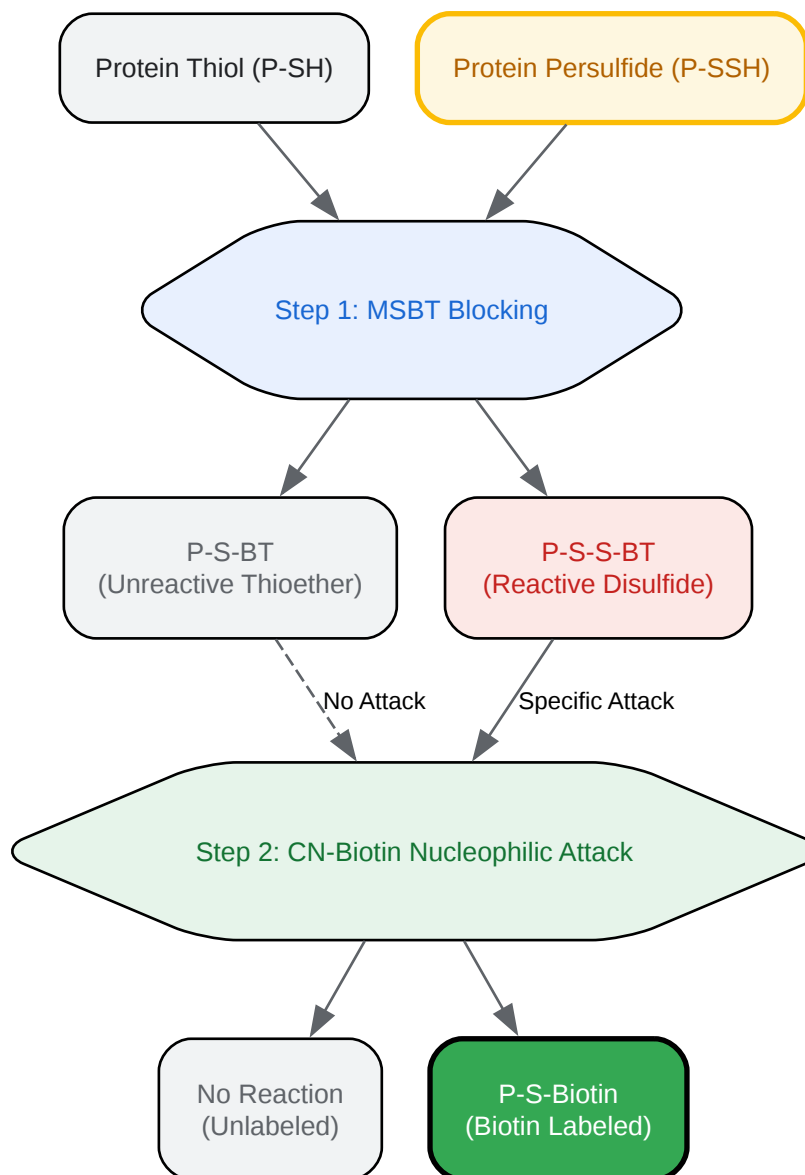 Protein Thiol (P-SH)
Protein Persulfide (P-SSH)
Step 1: MSBT Blocking
P-S-BT
(Unreactive Thioether)
P-S-S-BT
(Reactive Disulfide)
No Attack
Specific Attack
Step 2: CN-Biotin Nucleophilic Attack
No Reaction
(Unlabeled)
P-S-Biotin
(Biotin Labeled)